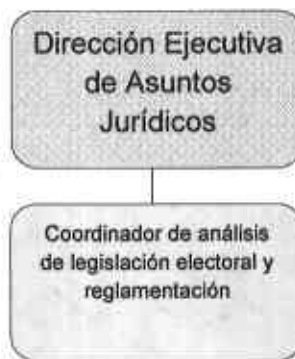 Dirección Ejecutiva
de Asuntos
Jurídicos
Coordinador de análisis
de legislación electoral y
reglamentación